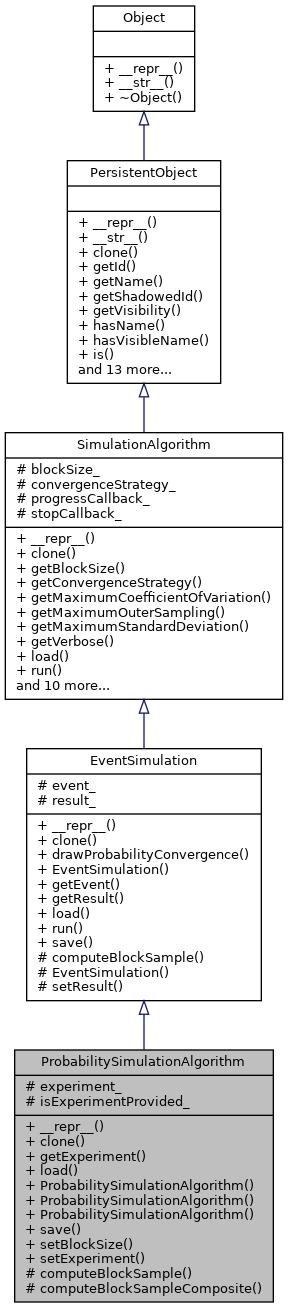 Object
+ __repr__()
+ __str__()
+ ~Object()
PersistentObject
+ __repr__()
+ __str__()
+ clone()
+ getId()
+ getName()
+ getShadowedId()
+ getVisibility()
+ hasName()
+ hasVisibleName()
+ is()
and 13 more...
SimulationAlgorithm
# blockSize_
# convergenceStrategy_
# progressCallback_
# stopCallback_
+ __repr__()
+ clone()
+ getBlockSize()
+ getConvergenceStrategy()
+ getMaximumCoefficientOfVariation()
+ getMaximumOuterSampling()
+ getMaximumStandardDeviation()
+ getVerbose()
+ load()
+ run()
and 10 more...
EventSimulation
# event_
# result_
+ __repr__()
+ clone()
+ drawProbabilityConvergence()
+ EventSimulation()
+ getEvent()
+ getResult()
+ load()
+ run()
+ save()
# computeBlockSample()
# EventSimulation()
# setResult()
ProbabilitySimulationAlgorithm
# experiment_
# isExperimentProvided_
+ __repr__()
+ clone()
+ getExperiment()
+ load()
+ ProbabilitySimulationAlgorithm()
+ ProbabilitySimulationAlgorithm()
+ ProbabilitySimulationAlgorithm()
+ save()
+ setBlockSize()
+ setExperiment()
# computeBlockSample()
# computeBlockSampleComposite()